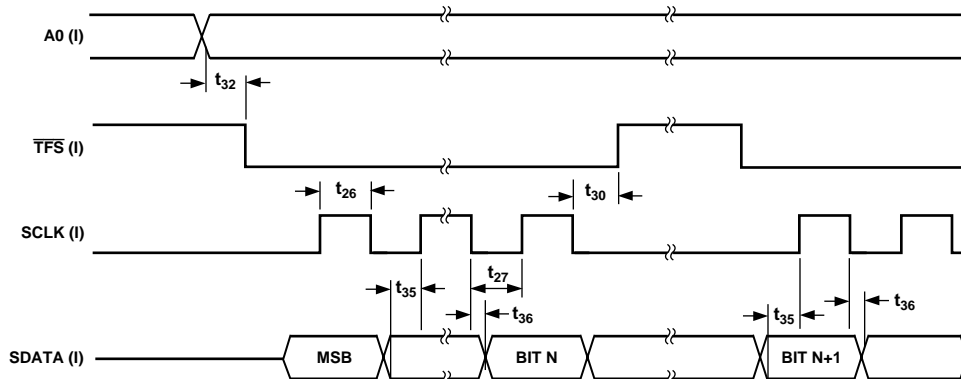 A0 (I)
t32
TFS (I)
t26
t30
SCLK (I)
t27
t35
t36
t35
t36
SDATA (I)
MSB
BIT N
BIT N+1